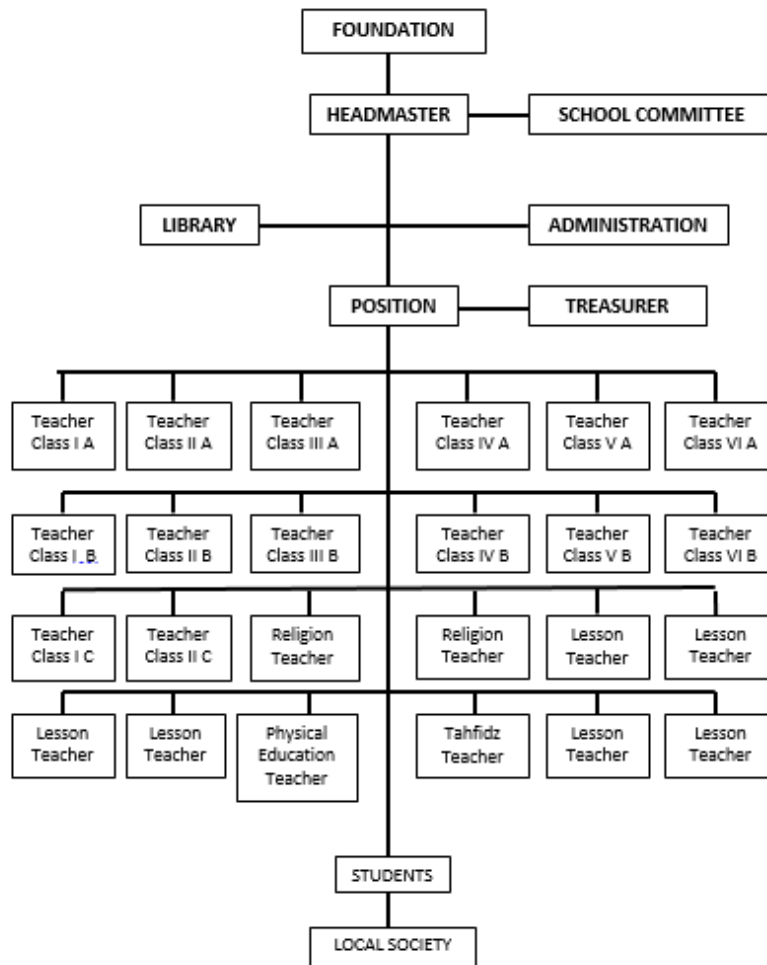 FOUNDATION
HEADMASTER
SCHOOL COMMITTEE
LIBRARY
ADMINISTRATION
POSITION
TREASURER
Teacher
Class I A
Teacher
Class II A
Teacher
Class III A
Teacher
Class IV A
Teacher
Class V A
Teacher
Class VI A
Teacher
Class I B
Teacher
Class II B
Teacher
Class III B
Teacher
Class IV B
Teacher
Class V B
Teacher
Class VI B
Teacher
Class I C
Teacher
Class II C
Religion
Teacher
Religion
Teacher
Lesson
Teacher
Lesson
Teacher
Lesson
Teacher
Lesson
Teacher
Physical
Education
Teacher
Tahfidz
Teacher
Lesson
Teacher
Lesson
Teacher
STUDENTS
LOCAL SOCIETY